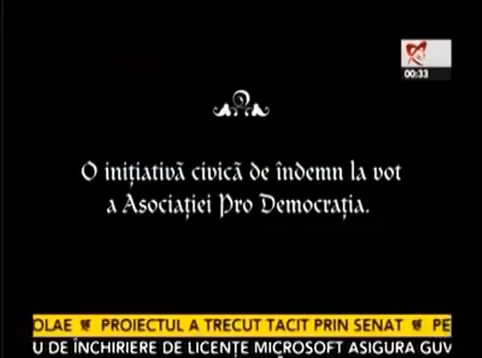 00:33
O inițiativă civică de îndemn la vot
a Asociației Pro Democrația.
OLAE PROIECTUL A TRECUT TACIT PRIN SENAT PE
U DE ÎNCHIRIERE DE LICENȚE MICROSOFT ASIGURA GUV